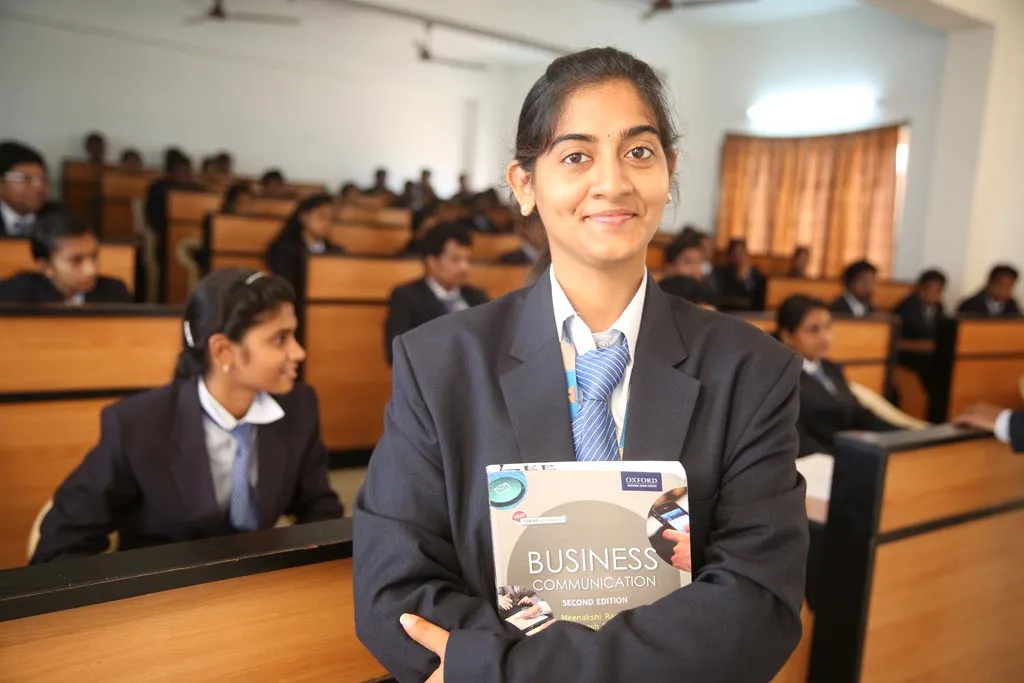 OXFORD
BUSINESS
COMMUNICATION
SECOND EDITION
Meenakshi